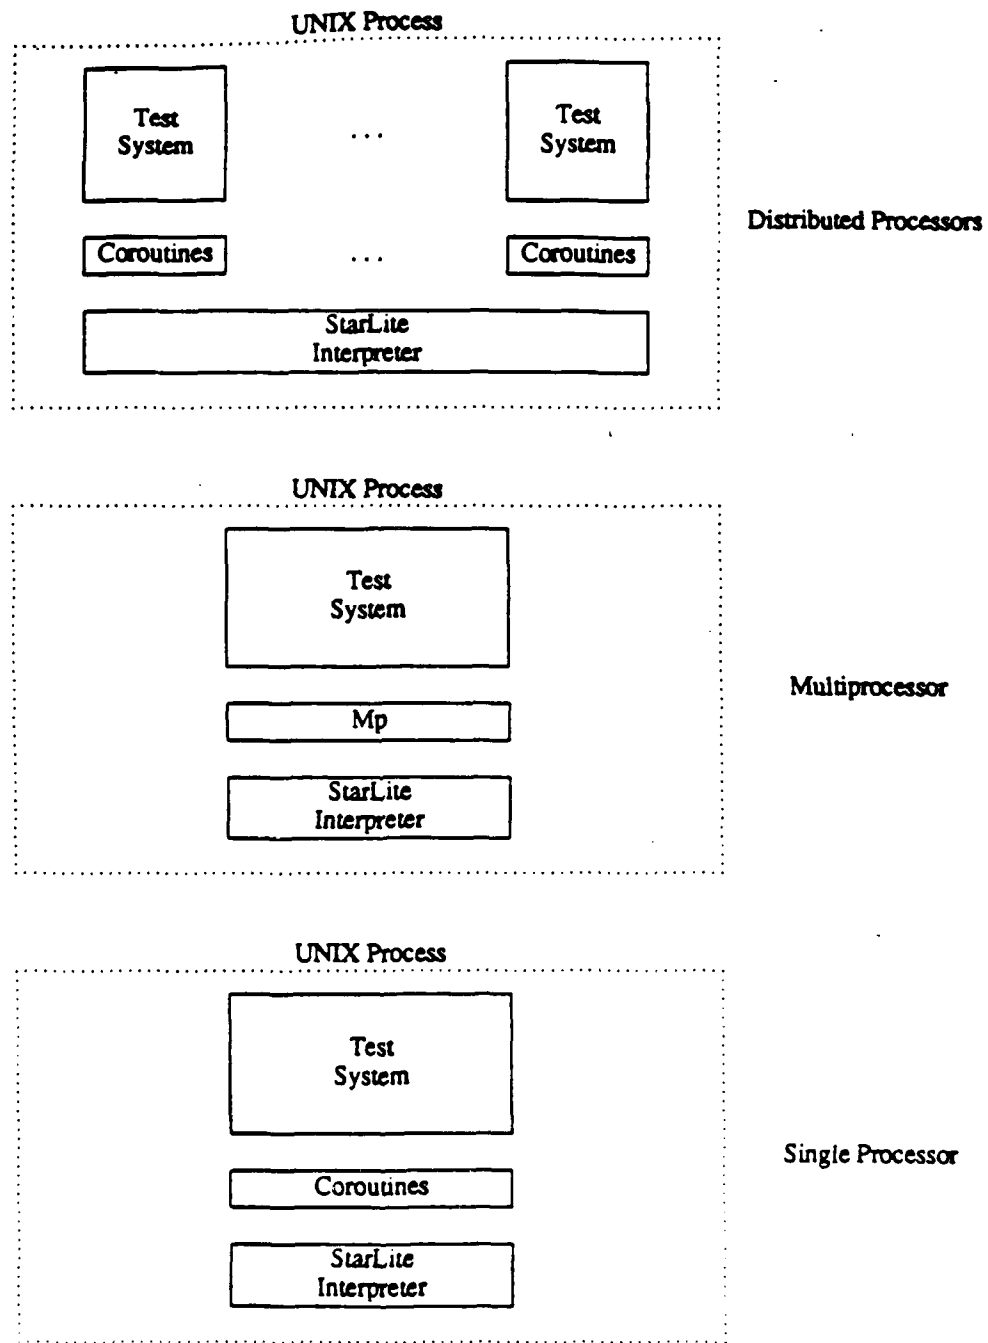 UNIX Process
Test
System
...
Test
System
Coroutines
...
Coroutines
StarLite
Interpreter
Distributed Processors
UNIX Process
Test
System
Mp
StarLite
Interpreter
Multiprocessor
UNIX Process
Test
System
Coroutines
StarLite
Interpreter
Single Processor